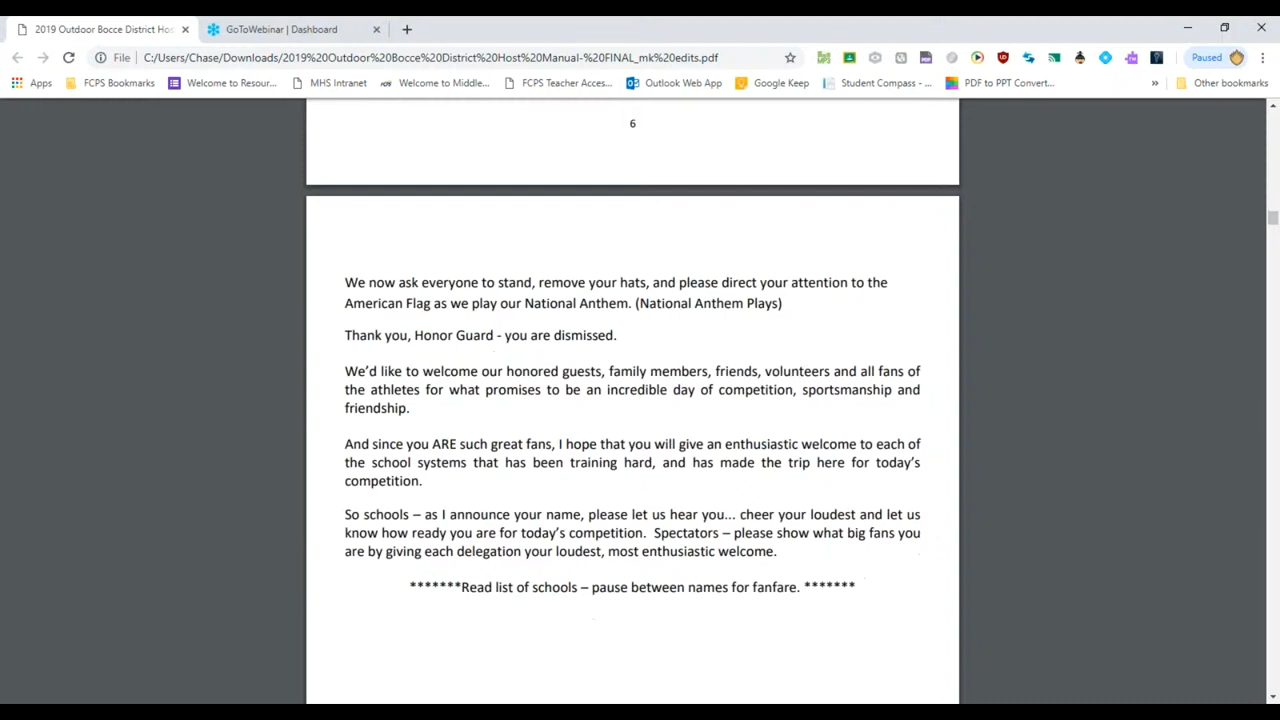 2019 Outdoor Bocce District Hos
GoToWebinar | Dashboard
File
C:/Users/Chase/Downloads/2019%20Outdoor%20Bocce%20District%20Host%20Manual-%20FINAL_mk%20edits.pdf
Paused
Apps
FCPS Bookmarks
Welcome to Resour...
MHS Intranet
Welcome to Middle...
FCPS Teacher Acces...
Outlook Web App
Google Keep
Student Compass - ...
PDF to PPT Convert...
»
Other bookmarks
6
We now ask everyone to stand, remove your hats, and please direct your attention to the
American Flag as we play our National Anthem. (National Anthem Plays)
Thank you, Honor Guard - you are dismissed.
We'd like to welcome our honored guests, family members, friends, volunteers and all fans of
the athletes for what promises to be an incredible day of competition, sportsmanship and
friendship.
And since you ARE such great fans, I hope that you will give an enthusiastic welcome to each of
the school systems that has been training hard, and has made the trip here for today's
competition.
So schools – as I announce your name, please let us hear you... cheer your loudest and let us
know how ready you are for today's competition.  Spectators – please show what big fans you
are by giving each delegation your loudest, most enthusiastic welcome.
*******Read list of schools – pause between names for fanfare. *******